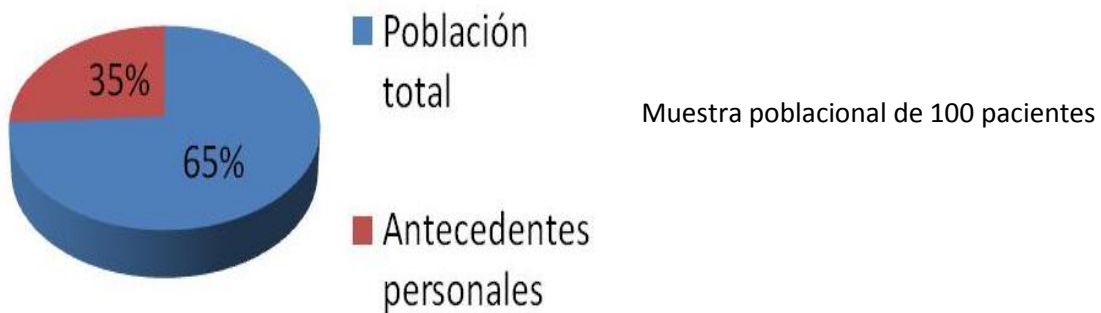 35%
65%
Población
total
Antecedentes
personales
Muestra poblacional de 100 pacientes